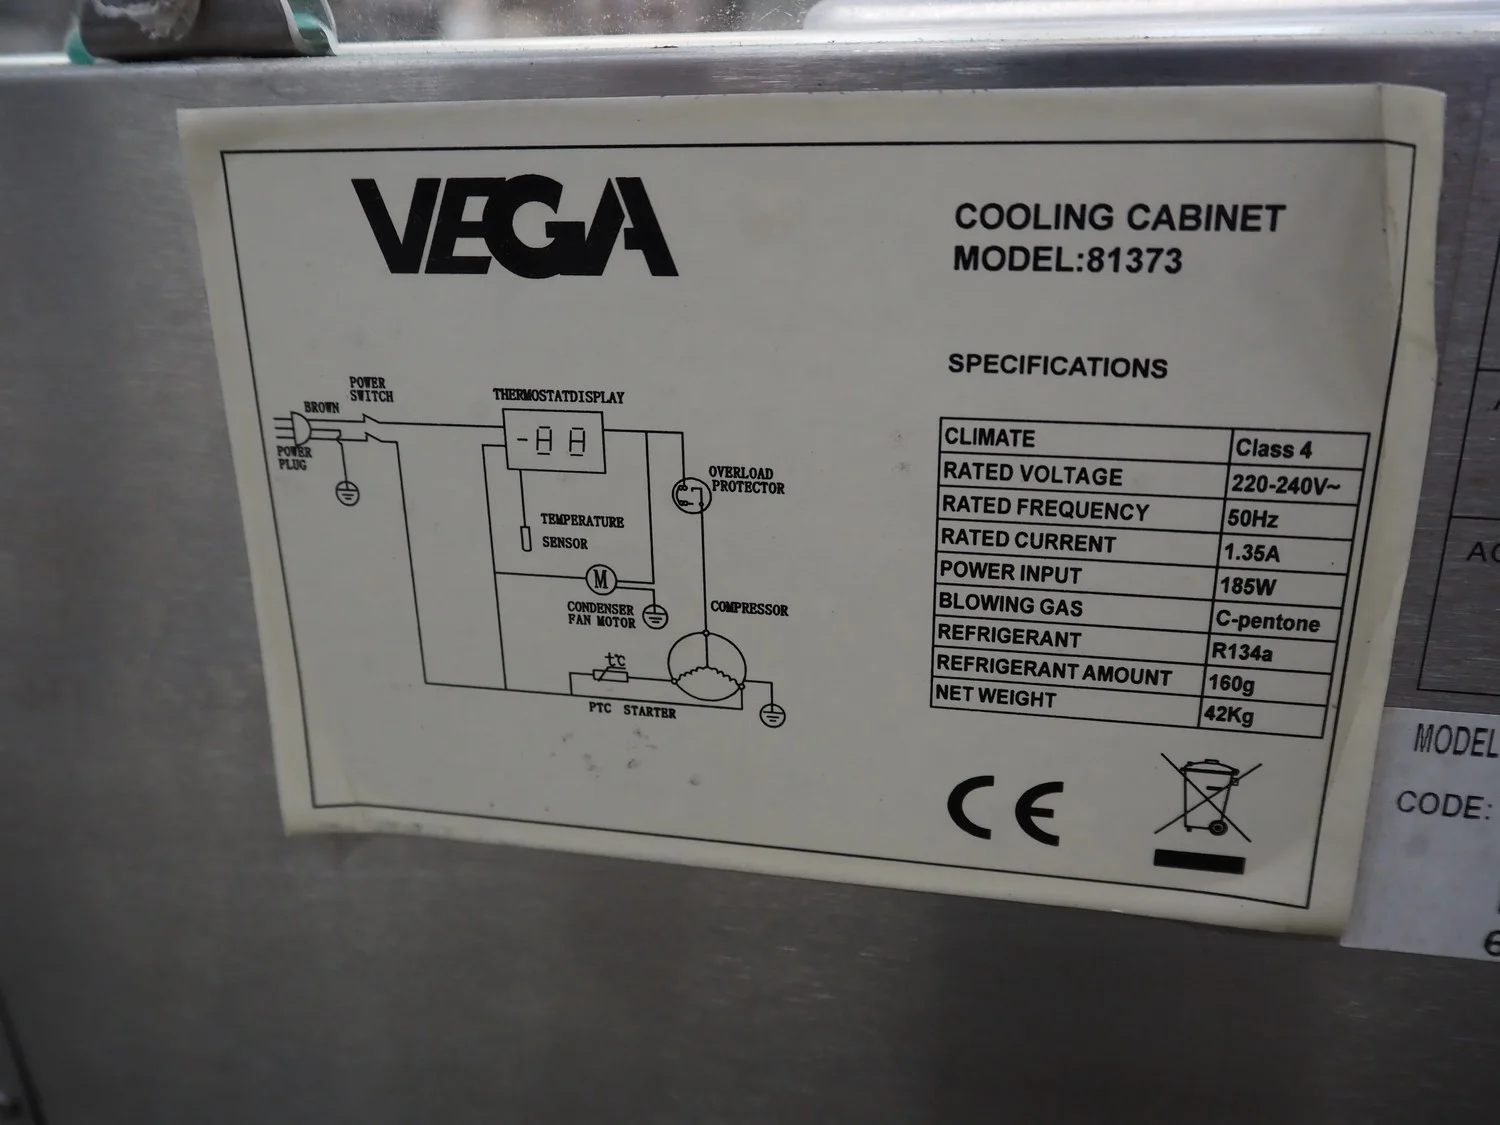 VEGA
COOLING CABINET
MODEL:81373
SPECIFICATIONS
CLIMATE Class 4
RATED VOLTAGE 220-240V~
RATED FREQUENCY 50Hz
RATED CURRENT 1.35A
POWER INPUT 185W
BLOWING GAS C-pentone
REFRIGERANT R134a
REFRIGERANT AMOUNT 160g
NET WEIGHT 42Kg
CE
POWER
SWITCH
BROWN
POWER
PLUG
THERMOSTATDISPLAY
-88
OVERLOAD
PROTECTOR
TEMPERATURE
SENSOR
M
CONDENSER
FAN MOTOR
COMPRESSOR
t℃
PTC STARTER
MODEL
CODE: